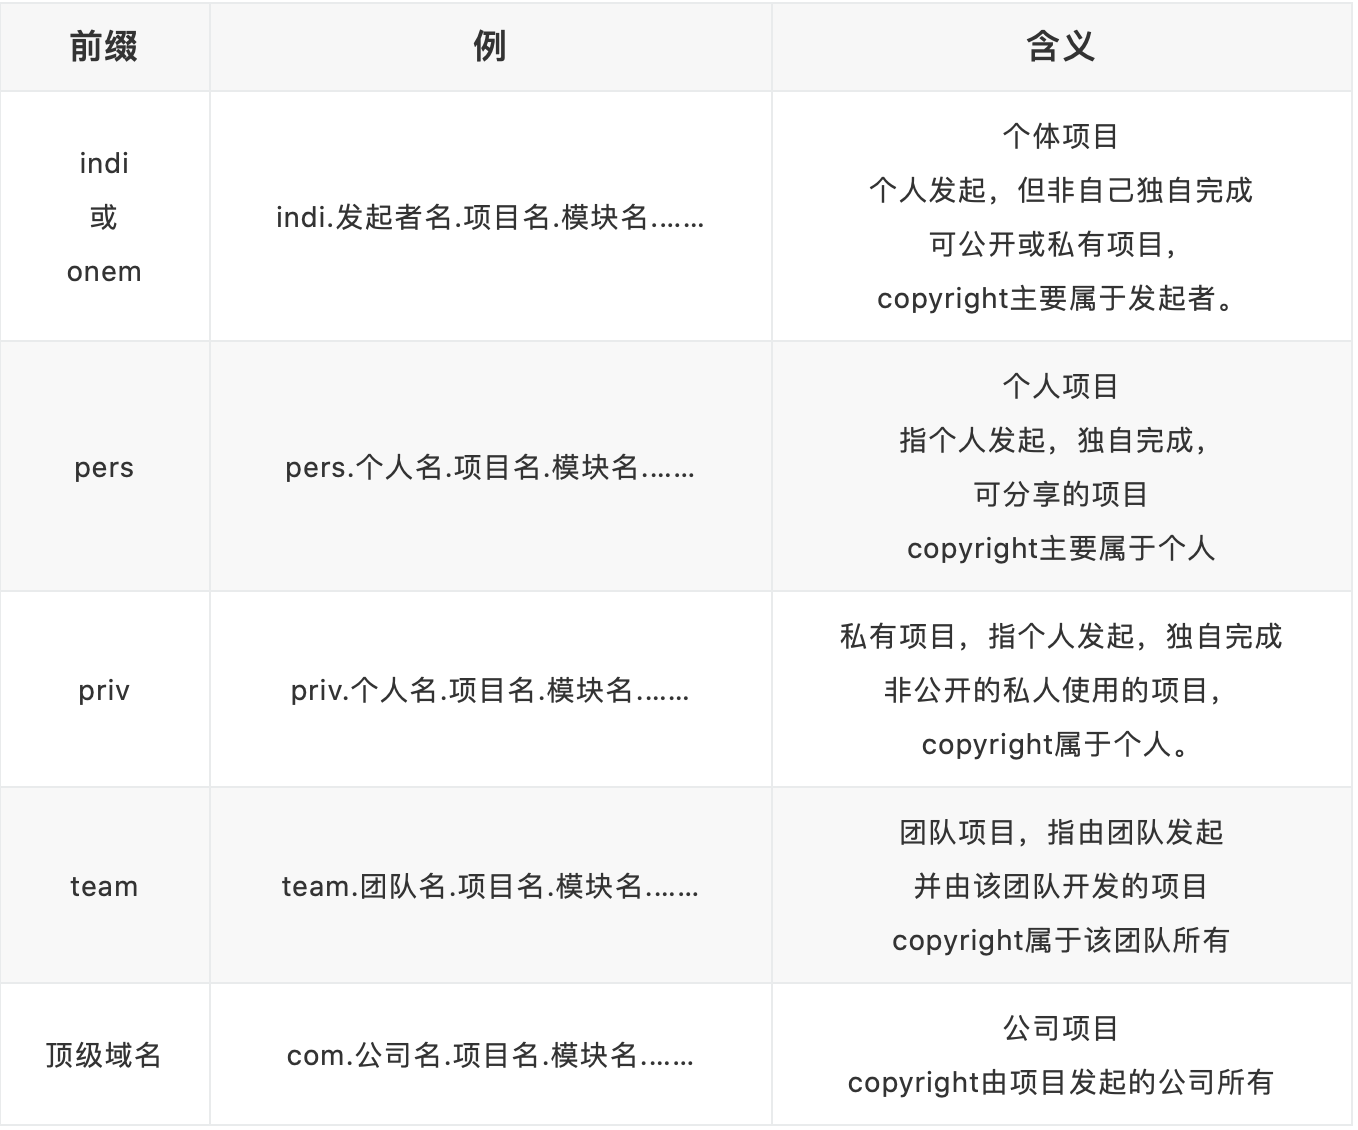 前缀
例
含义
indi
或
onem
indi.发起者名.项目名.模块名.……
个体项目
个人发起，但非自己独自完成
可公开或私有项目，
copyright主要属于发起者。
pers
pers.个人名.项目名.模块名.……
个人项目
指个人发起，独自完成，
可分享的项目
copyright主要属于个人
priv
priv.个人名.项目名.模块名.……
私有项目，指个人发起，独自完成
非公开的私人使用的项目，
copyright属于个人。
team
team.团队名.项目名.模块名.……
团队项目，指由团队发起
并由该团队开发的项目
copyright属于该团队所有
顶级域名
com.公司名.项目名.模块名.……
公司项目
copyright由项目发起的公司所有